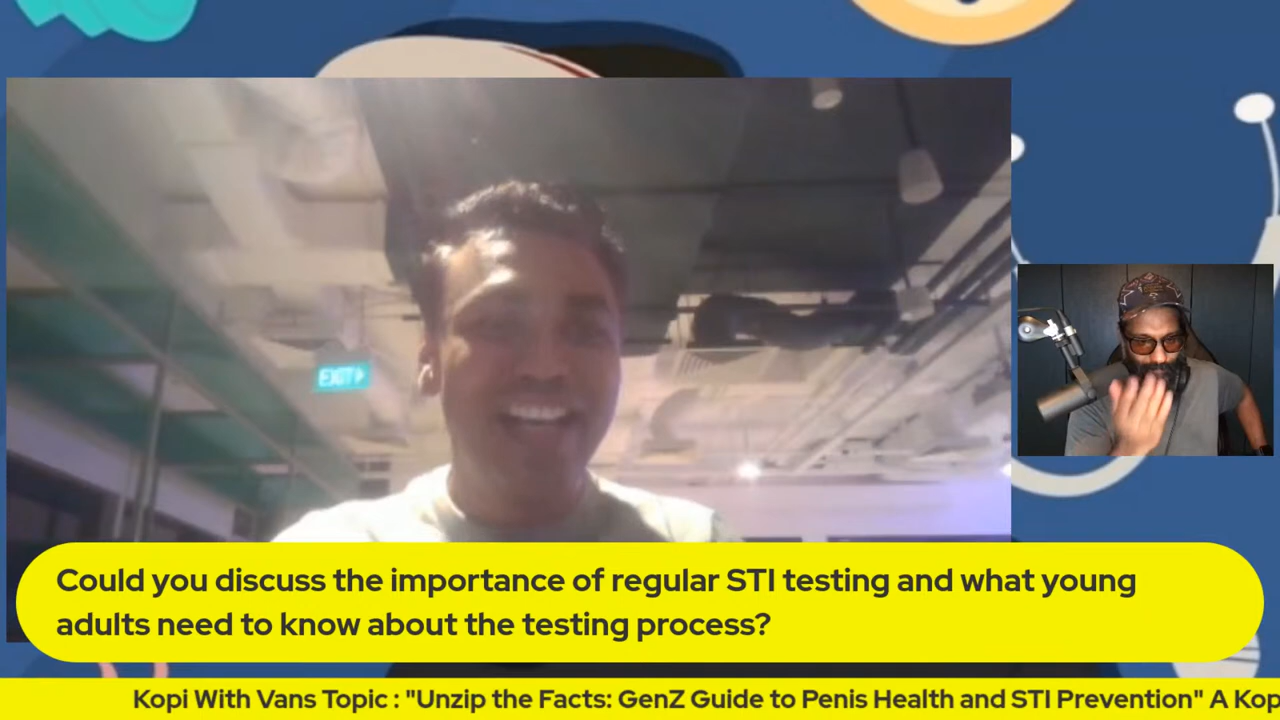 EXIT
Could you discuss the importance of regular STI testing and what young
adults need to know about the testing process?
Kopi With Vans Topic : "Unzip the Facts: GenZ Guide to Penis Health and STI Prevention" A Kop